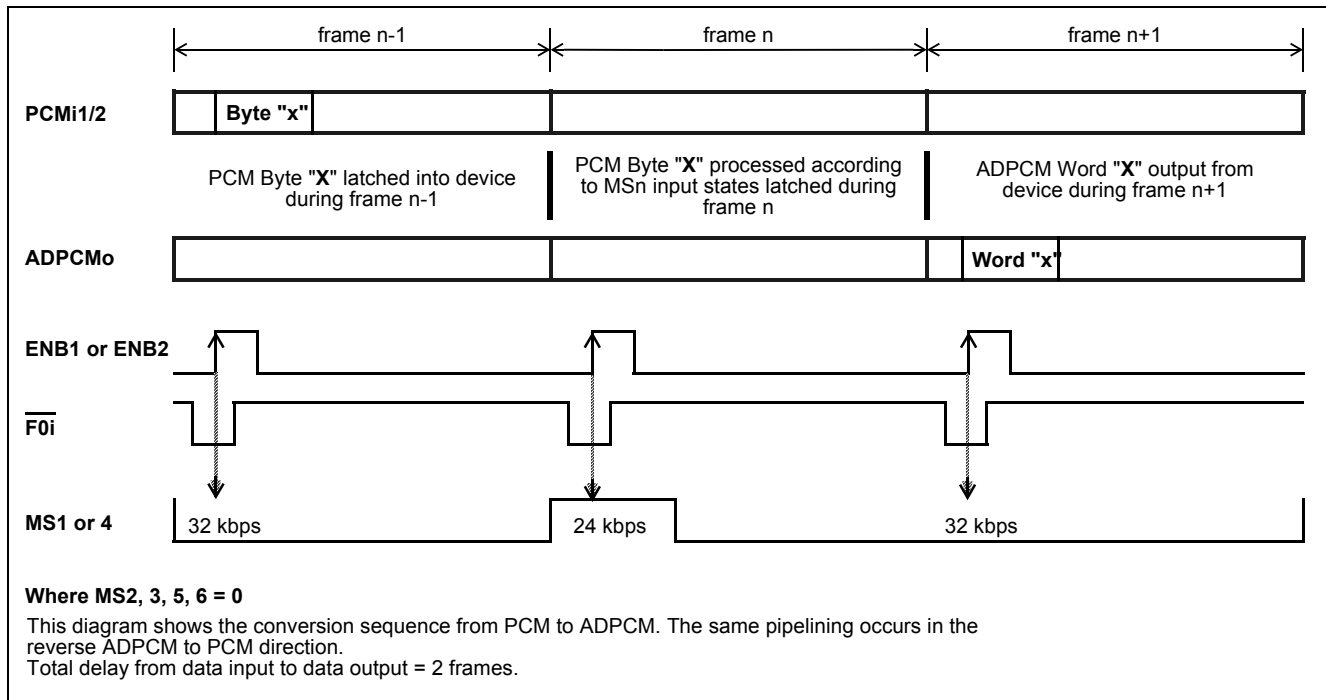 frame n-1
frame n
frame n+1
PCMi1/2
Byte "x"
PCM Byte "X" latched into device
during frame n-1
PCM Byte "X" processed according
to MSn input states latched during
frame n
ADPCM Word "X" output from
device during frame n+1
ADPCMo
Word "x"
ENB1 or ENB2
F0i
MS1 or 4
32 kbps
24 kbps
32 kbps
Where MS2, 3, 5, 6 = 0
This diagram shows the conversion sequence from PCM to ADPCM. The same pipelining occurs in the
reverse ADPCM to PCM direction.
Total delay from data input to data output = 2 frames.